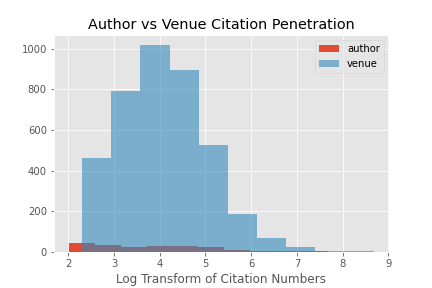 Author vs Venue Citation Penetration
author
venue
1000
800
600
400
200
0
2 3 4 5 6 7 8 9
Log Transform of Citation Numbers